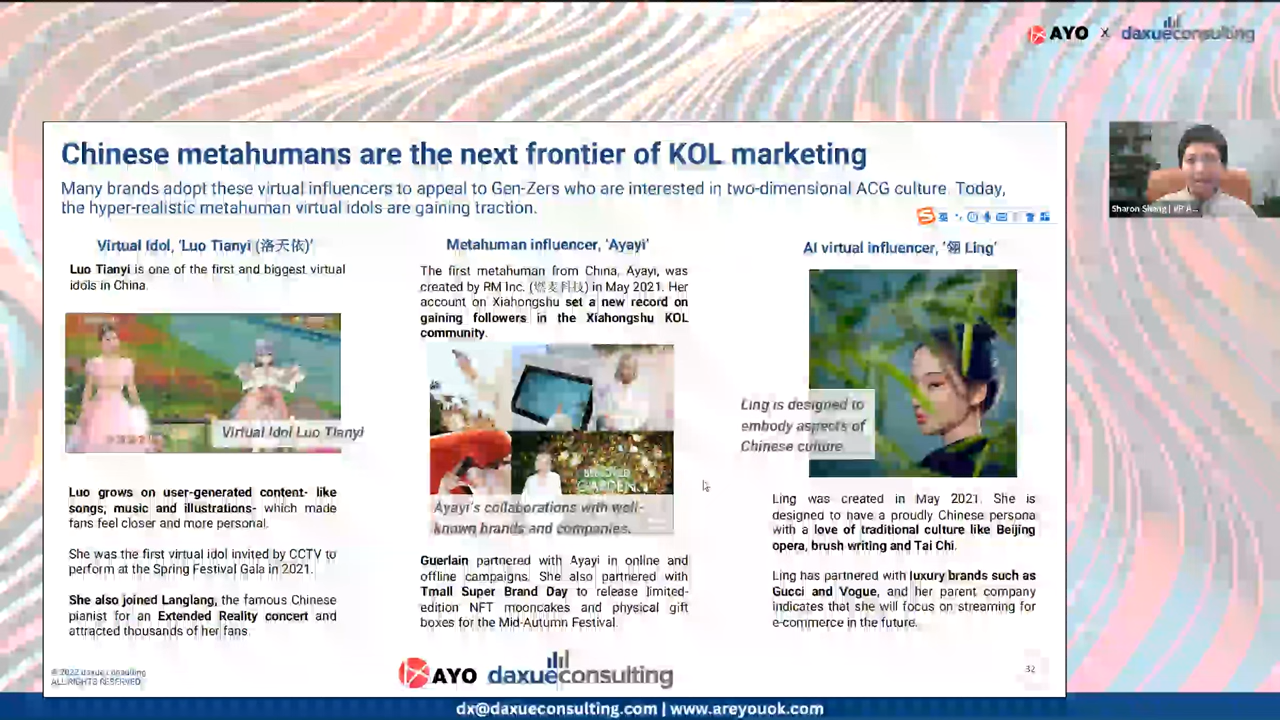 AYO x daxueconsulting
Chinese metahumans are the next frontier of KOL marketing
Many brands adopt these virtual influencers to appeal to Gen-Zers who are interested in two-dimensional ACG culture. Today,
the hyper-realistic metahuman virtual idols are gaining traction.
Virtual Idol, 'Luo Tianyi (洛天依)'
Luo Tianyi is one of the first and biggest virtual
idols in China.
Virtual Idol Luo Tianyi
Luo grows on user-generated content- like
songs, music and illustrations- which made
fans feel closer and more personal.
She was the first virtual idol invited by CCTV to
perform at the Spring Festival Gala in 2021.
She also joined Langlang, the famous Chinese
pianist for an Extended Reality concert and
attracted thousands of her fans.
Metahuman influencer, 'Ayayi'
The first metahuman from China, Ayayi, was
created by RM Inc. (燃麦科技) in May 2021. Her
account on Xiahongshu set a new record on
gaining followers in the Xiahongshu KOL
community.
GARDEN
Ayayi's collaborations with well-
known brands and companies.
Guerlain partnered with Ayayi in online and
offline campaigns. She also partnered with
Tmall Super Brand Day to release limited-
edition NFT mooncakes and physical gift
boxes for the Mid-Autumn Festival.
AI virtual influencer, '翎 Ling'
Ling is designed to
embody aspects of
Chinese culture
Ling was created in May 2021. She is
designed to have a proudly Chinese persona
with a love of traditional culture like Beijing
opera, brush writing and Tai Chi.
Ling has partnered with luxury brands such as
Gucci and Vogue, and her parent company
indicates that she will focus on streaming for
e-commerce in the future.
© 2022 daxue consulting
ALL RIGHTS RESERVED
AYO daxueconsulting
32
Sharon Shang | VP A...
dx@daxueconsulting.com | www.areyouok.com